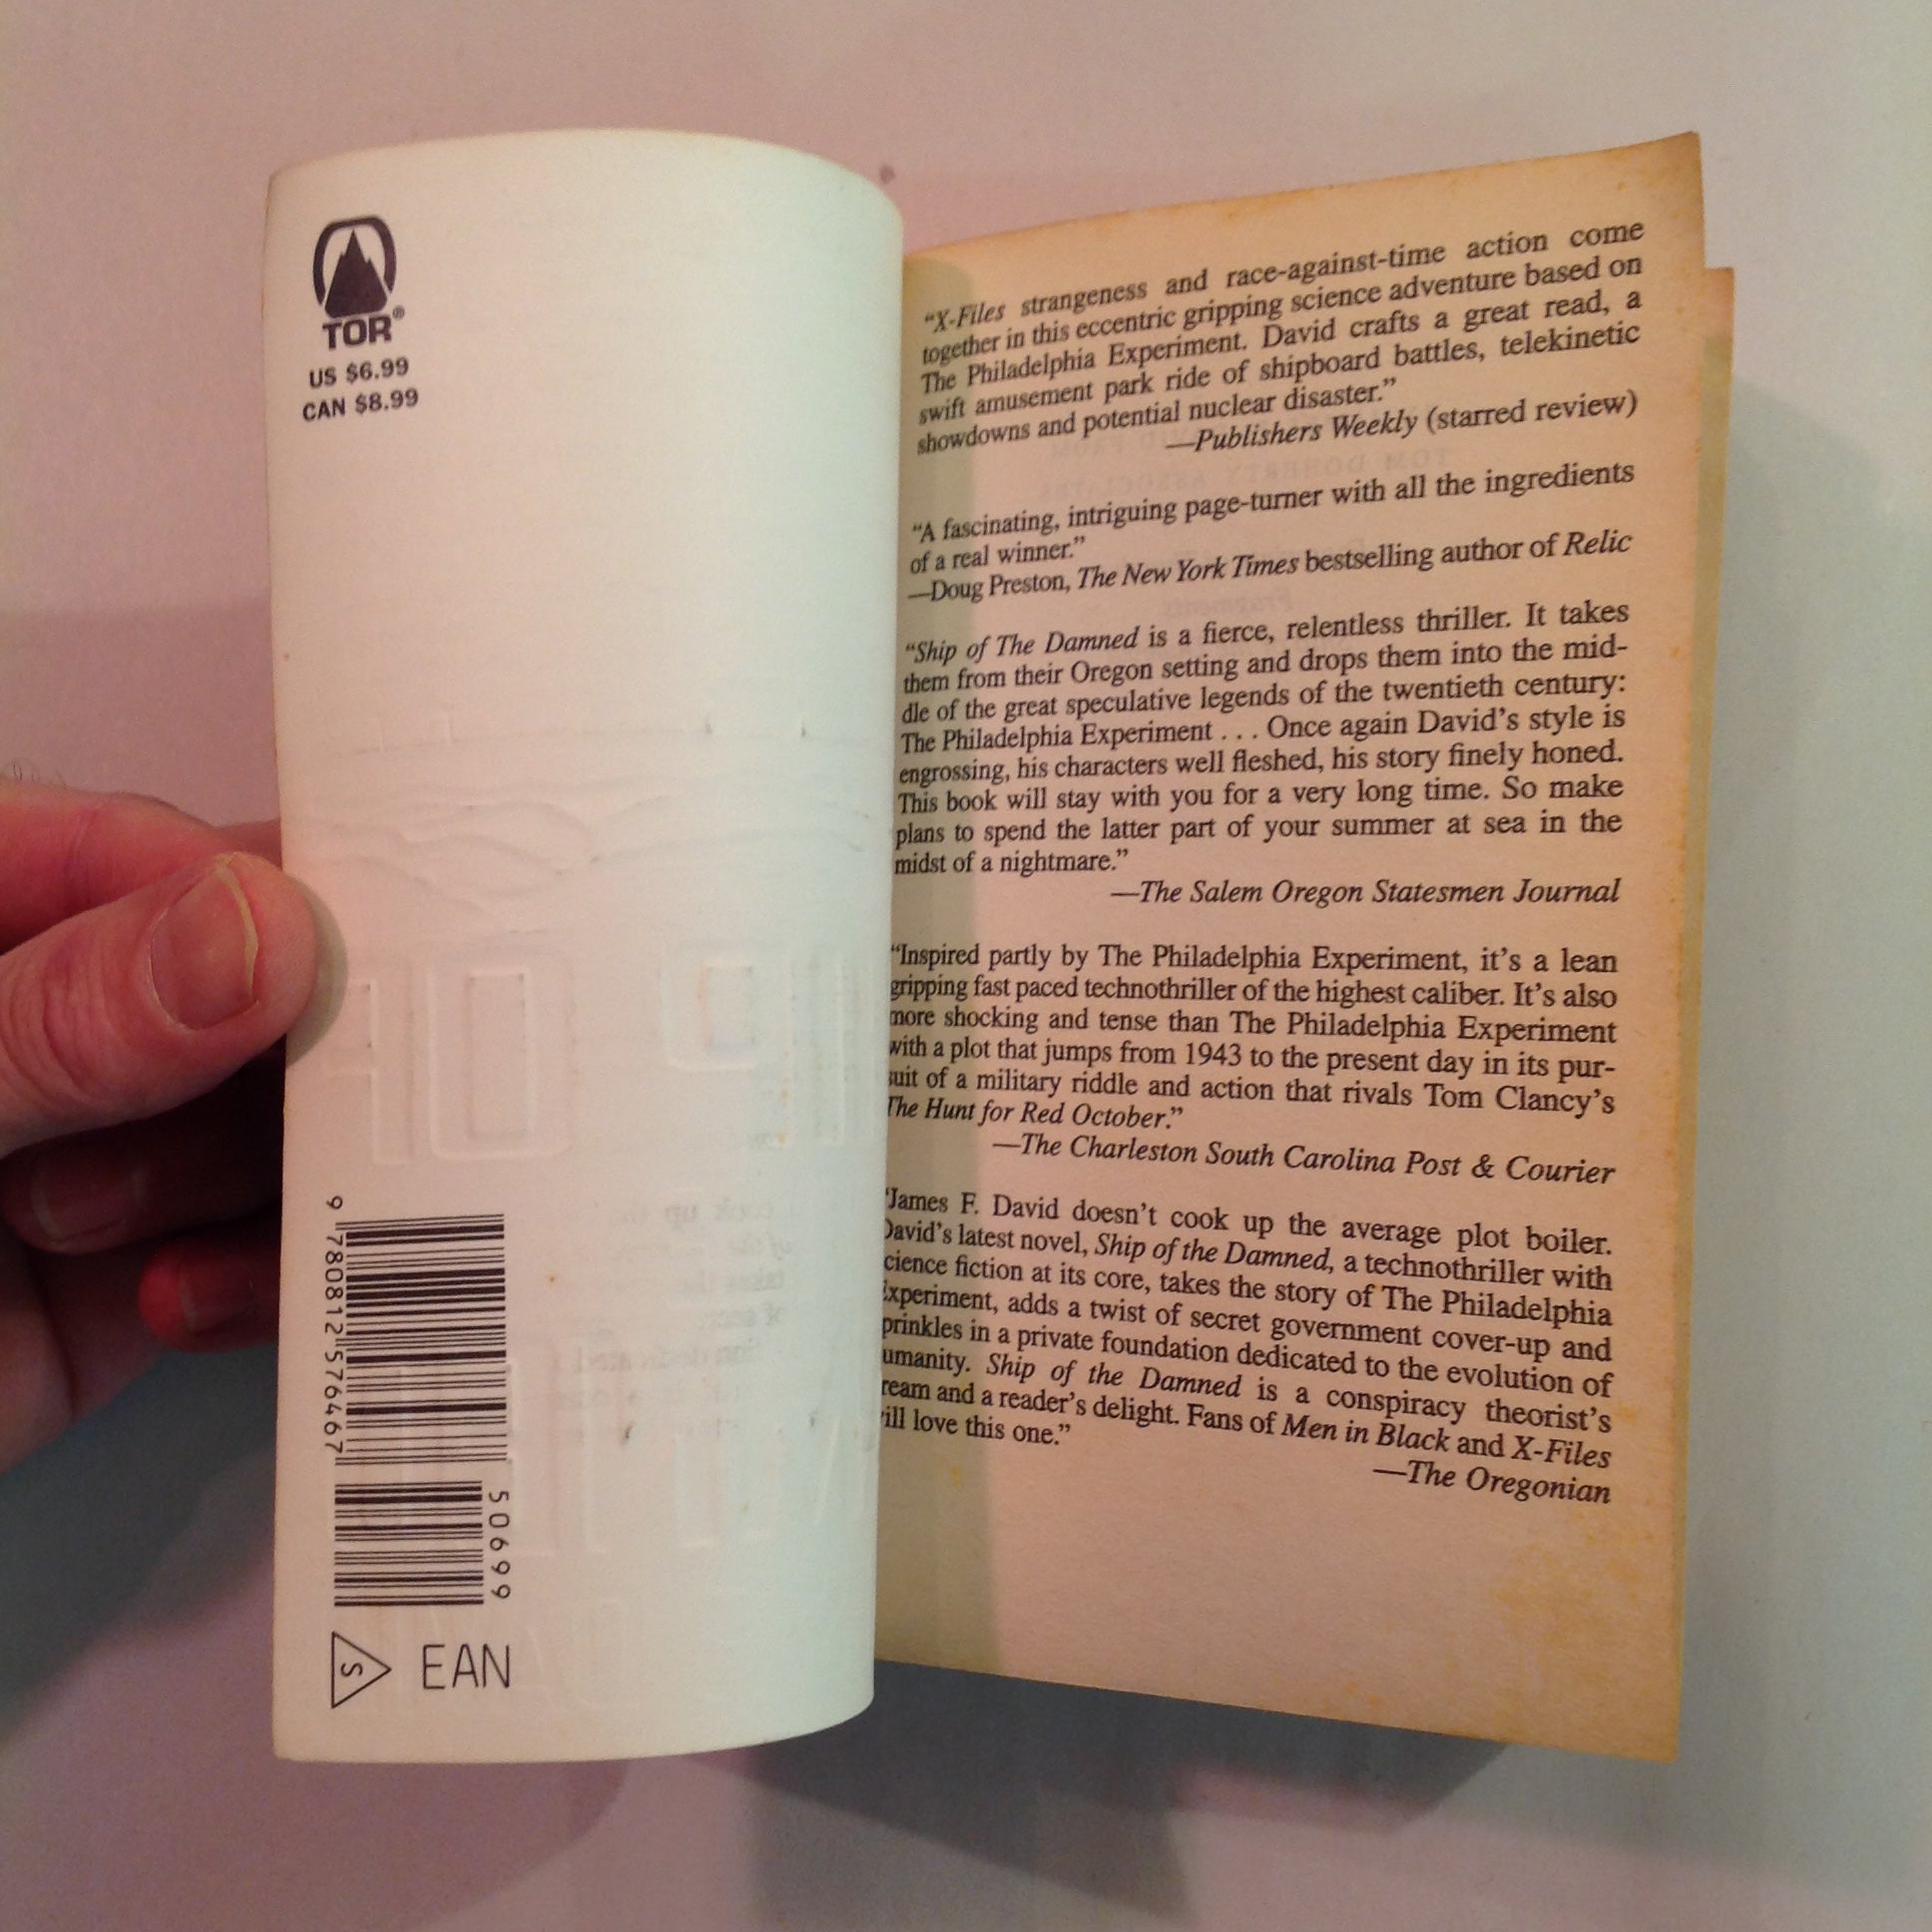 TOR®
US $6.99
CAN $8.99
9 780812 576467
50699
S
EAN
“X-Files strangeness and race-against-time action come
together in this eccentric gripping science adventure based on
The Philadelphia Experiment. David crafts a great read, a
swift amusement park ride of shipboard battles, telekinetic
showdowns and potential nuclear disaster.”
—Publishers Weekly (starred review)
“A fascinating, intriguing page-turner with all the ingredients
of a real winner.”
—Doug Preston, The New York Times bestselling author of Relic
“Ship of The Damned is a fierce, relentless thriller. It takes
them from their Oregon setting and drops them into the mid-
dle of the great speculative legends of the twentieth century:
The Philadelphia Experiment . . . Once again David’s style is
engrossing, his characters well fleshed, his story finely honed.
This book will stay with you for a very long time. So make
plans to spend the latter part of your summer at sea in the
midst of a nightmare.”
—The Salem Oregon Statesmen Journal
“Inspired partly by The Philadelphia Experiment, it’s a lean
gripping fast paced technothriller of the highest caliber. It’s also
more shocking and tense than The Philadelphia Experiment
with a plot that jumps from 1943 to the present day in its pur-
suit of a military riddle and action that rivals Tom Clancy’s
The Hunt for Red October.”
—The Charleston South Carolina Post & Courier
“James F. David doesn’t cook up the average plot boiler.
David’s latest novel, Ship of the Damned, a technothriller with
cience fiction at its core, takes the story of The Philadelphia
Experiment, adds a twist of secret government cover-up and
prinkles in a private foundation dedicated to the evolution of
umanity. Ship of the Damned is a conspiracy theorist’s
ream and a reader’s delight. Fans of Men in Black and X-Files
ill love this one.”
—The Oregonian